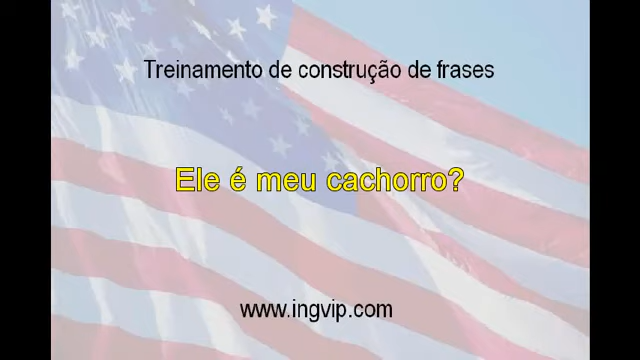 Treinamento de construção de frases
Ele é meu cachorro?
www.ingvip.com